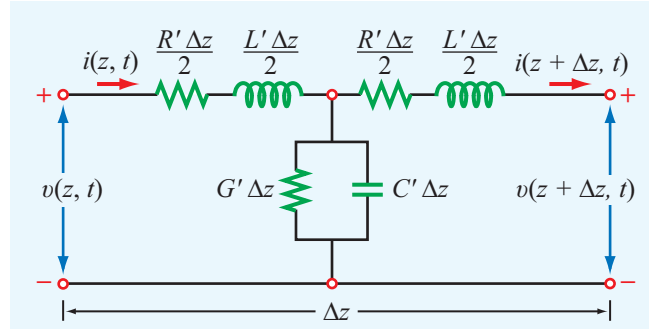 R′ Δz/2 L′ Δz/2 R′ Δz/2 L′ Δz/2
i(z, t) i(z + Δz, t)
+ +
υ(z, t) G′ Δz C′ Δz υ(z + Δz, t)
− −
Δz